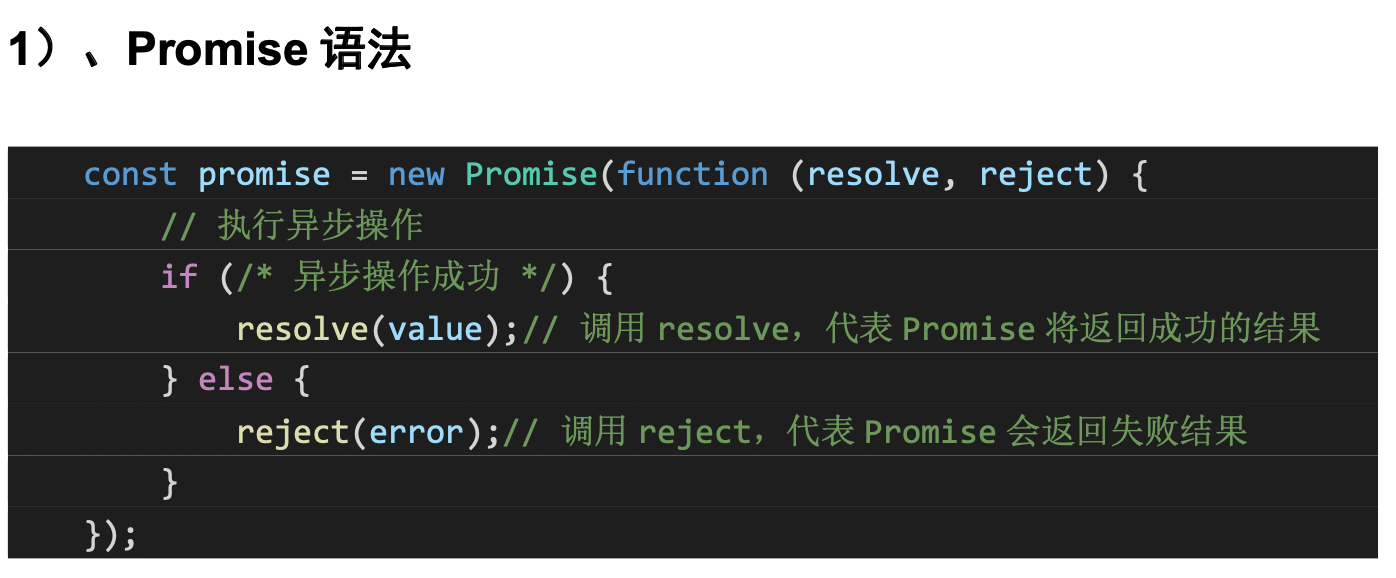 1）、Promise 语法
const promise = new Promise(function (resolve, reject) {
// 执行异步操作
if (/* 异步操作成功 */) {
resolve(value);// 调用 resolve，代表 Promise 将返回成功的结果
} else {
reject(error);// 调用 reject，代表 Promise 会返回失败结果
}
});